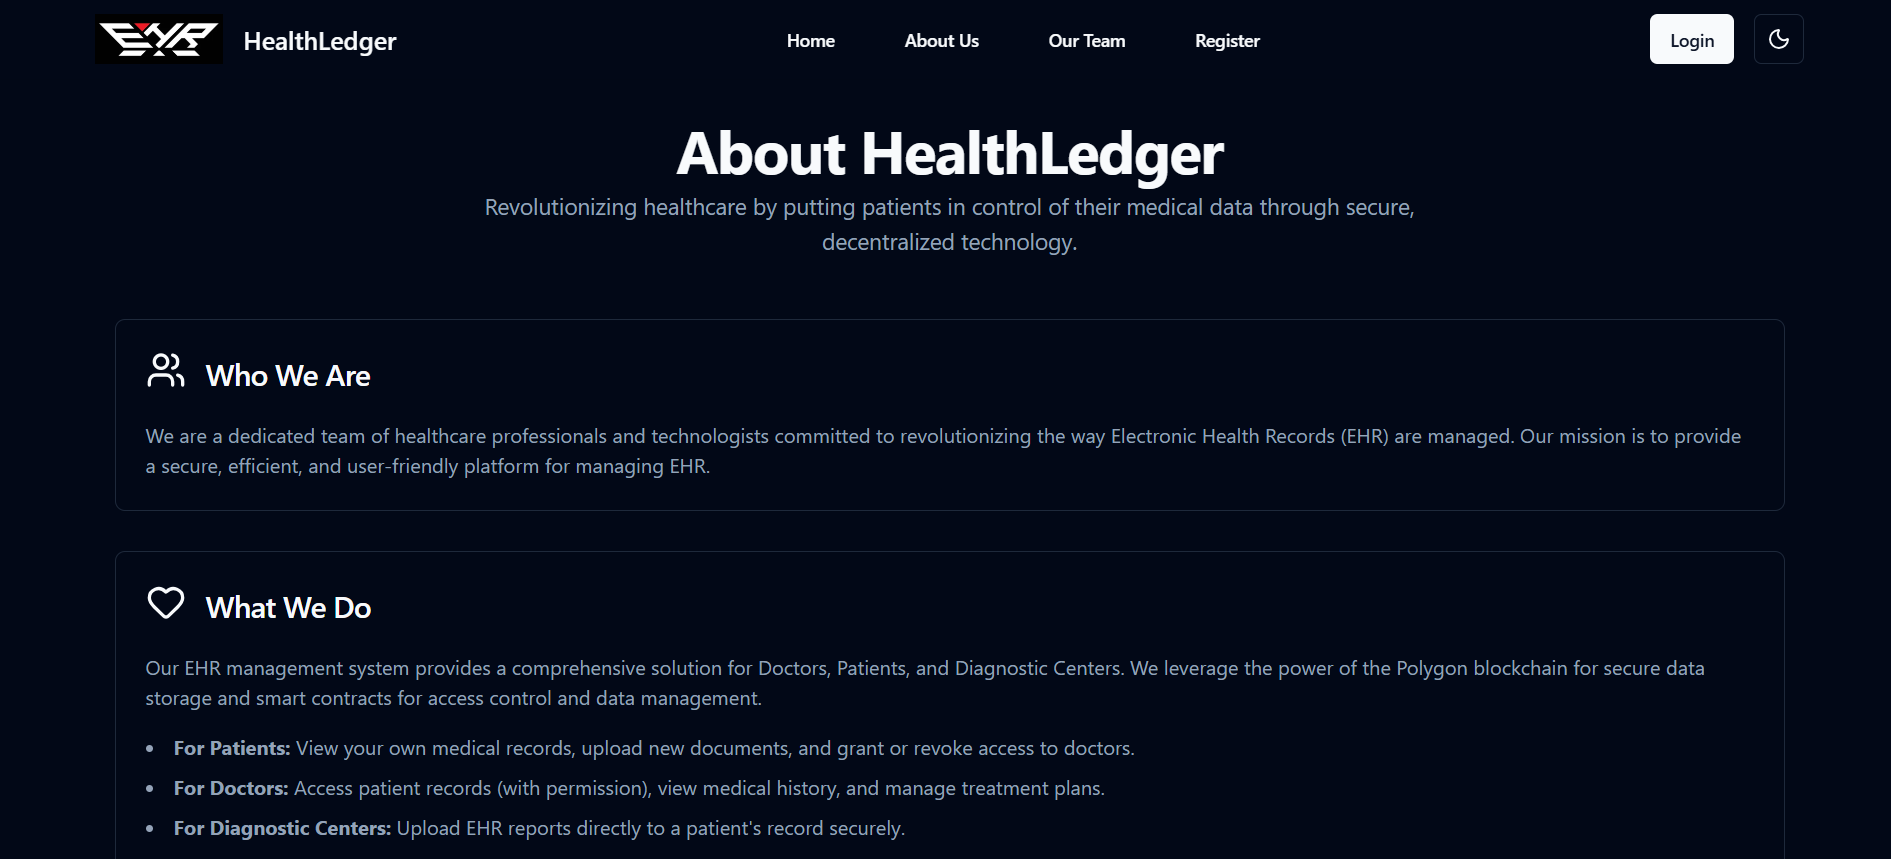 HealthLedger
Home
About Us
Our Team
Register
Login
About HealthLedger
Revolutionizing healthcare by putting patients in control of their medical data through secure,
decentralized technology.
Who We Are
We are a dedicated team of healthcare professionals and technologists committed to revolutionizing the way Electronic Health Records (EHR) are managed. Our mission is to provide
a secure, efficient, and user-friendly platform for managing EHR.
What We Do
Our EHR management system provides a comprehensive solution for Doctors, Patients, and Diagnostic Centers. We leverage the power of the Polygon blockchain for secure data
storage and smart contracts for access control and data management.
• For Patients: View your own medical records, upload new documents, and grant or revoke access to doctors.
• For Doctors: Access patient records (with permission), view medical history, and manage treatment plans.
• For Diagnostic Centers: Upload EHR reports directly to a patient's record securely.